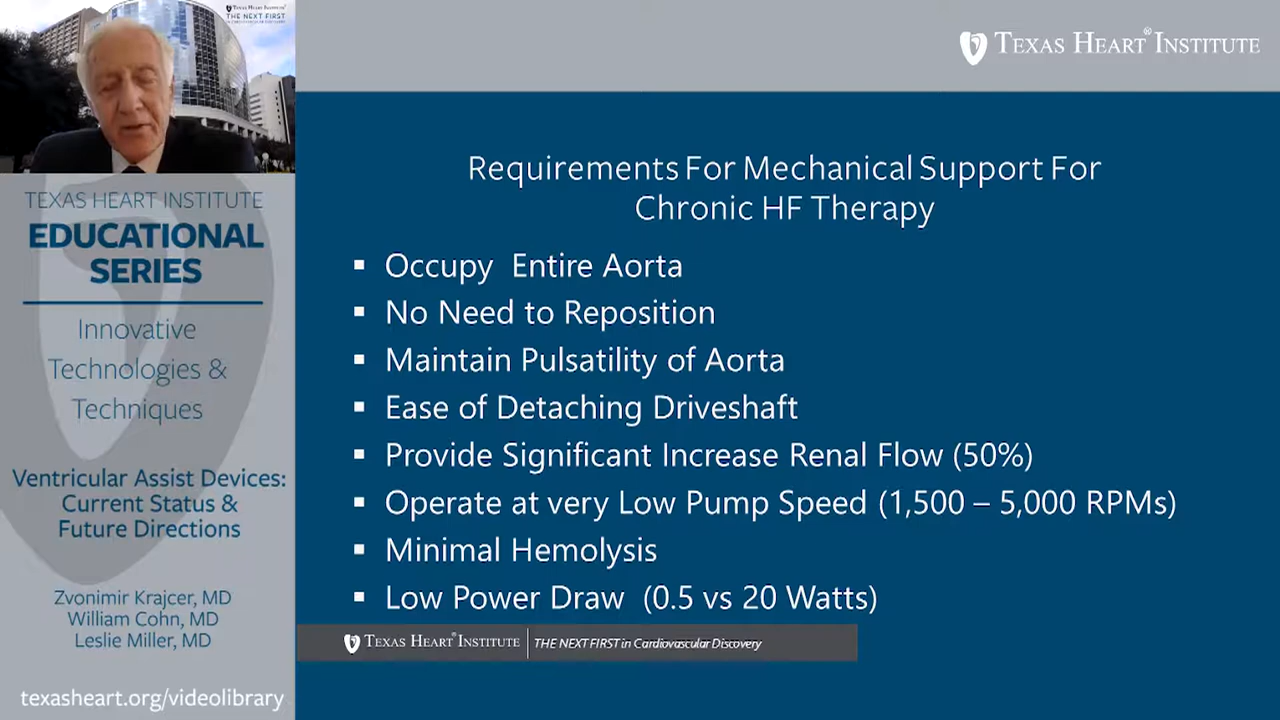 TEXAS HEART INSTITUTE®
THE NEXT FIRST
TEXAS HEART® INSTITUTE
TEXAS HEART INSTITUTE
EDUCATIONAL
SERIES
Innovative
Technologies &
Techniques
Ventricular Assist Devices:
Current Status &
Future Directions
Zvonimir Krajcer, MD
William Cohn, MD
Leslie Miller, MD
texasheart.org/videolibrary
Requirements For Mechanical Support For
Chronic HF Therapy
▪ Occupy Entire Aorta
▪ No Need to Reposition
▪ Maintain Pulsatility of Aorta
▪ Ease of Detaching Driveshaft
▪ Provide Significant Increase Renal Flow (50%)
▪ Operate at very Low Pump Speed (1,500 – 5,000 RPMs)
▪ Minimal Hemolysis
▪ Low Power Draw (0.5 vs 20 Watts)
TEXAS HEART® INSTITUTE | THE NEXT FIRST in Cardiovascular Discovery